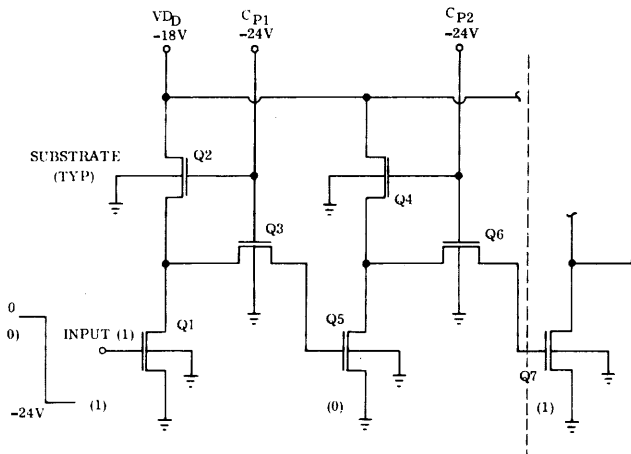 VDD
-18V
CP1
-24V
CP2
-24V
SUBSTRATE
(TYP)
Q2
Q4
Q3
Q6
0
0)
INPUT (1)
Q1
Q5
Q7
-24V
(1)
(0)
(1)